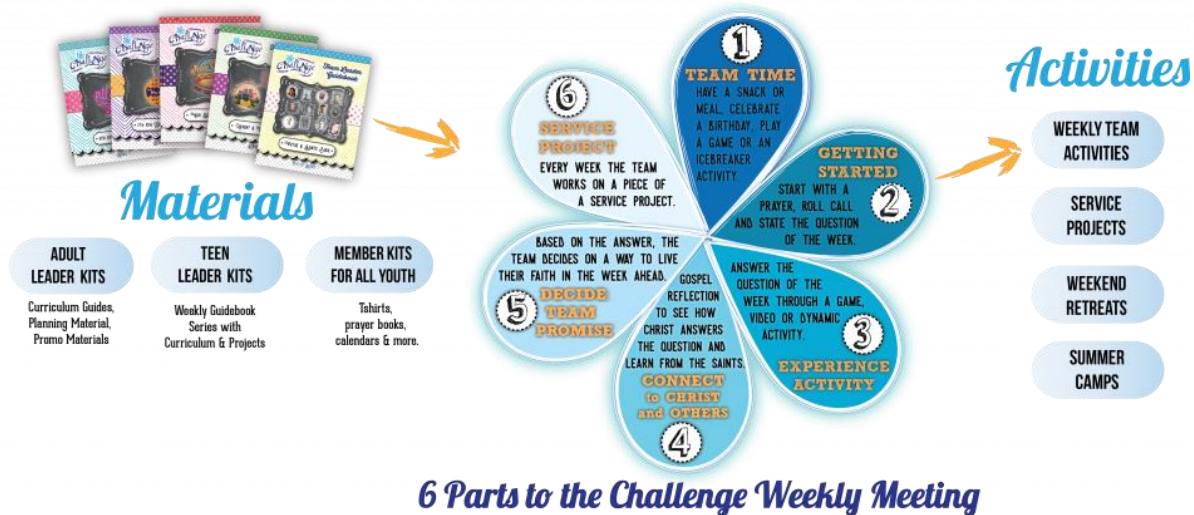 Challenge
Team Leader
Guidebook
Materials
ADULT
LEADER KITS
Curriculum Guides,
Planning Material,
Promo Materials
TEEN
LEADER KITS
Weekly Guidebook
Series with
Curriculum & Projects
MEMBER KITS
FOR ALL YOUTH
Tshirts,
prayer books,
calendars & more.
1
TEAM TIME
HAVE A SNACK OR
MEAL, CELEBRATE
A BIRTHDAY, PLAY
A GAME OR AN
ICEBREAKER
ACTIVITY.
GETTING
STARTED
2
START WITH A
PRAYER, ROLL CALL
AND STATE THE QUESTION
OF THE WEEK.
ANSWER THE
QUESTION OF THE
WEEK THROUGH A GAME,
VIDEO OR DYNAMIC
ACTIVITY.
3
EXPERIENCE
ACTIVITY
GOSPEL
REFLECTION
TO SEE HOW
CHRIST ANSWERS
THE QUESTION AND
LEARN FROM THE SAINTS.
CONNECT
to CHRIST
and OTHERS
4
BASED ON THE ANSWER, THE
TEAM DECIDES ON A WAY TO LIVE
THEIR FAITH IN THE WEEK AHEAD.
5
DECIDE
TEAM
PROMISE
6
SERVICE
PROJECT
EVERY WEEK THE TEAM
WORKS ON A PIECE OF
A SERVICE PROJECT.
Activities
WEEKLY TEAM
ACTIVITIES
SERVICE
PROJECTS
WEEKEND
RETREATS
SUMMER
CAMPS
6 Parts to the Challenge Weekly Meeting